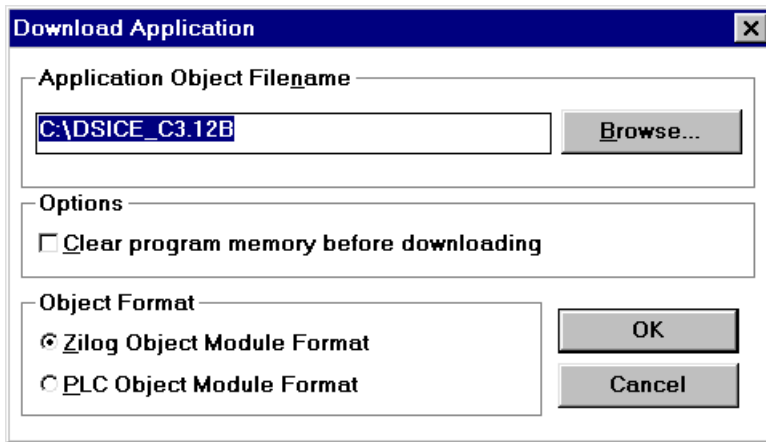 Download Application
Application Object Filename
C:\DSICE_C3.12B
Browse...
Options
Clear program memory before downloading
Object Format
Zilog Object Module Format
PLC Object Module Format
OK
Cancel